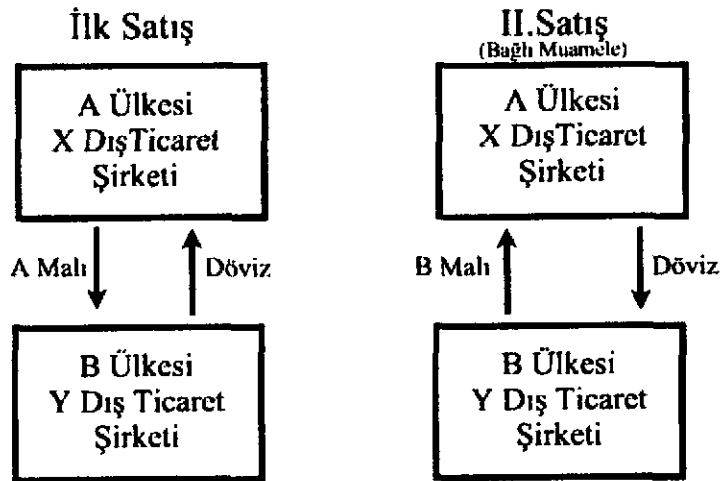 İlk Satış
A Ülkesi
X DışTicaret
Şirketi
A Malı
Döviz
B Ülkesi
Y Dış Ticaret
Şirketi
II.Satış
(Bağlı Muamele)
A Ülkesi
X DışTicaret
Şirketi
B Malı
Döviz
B Ülkesi
Y Dış Ticaret
Şirketi